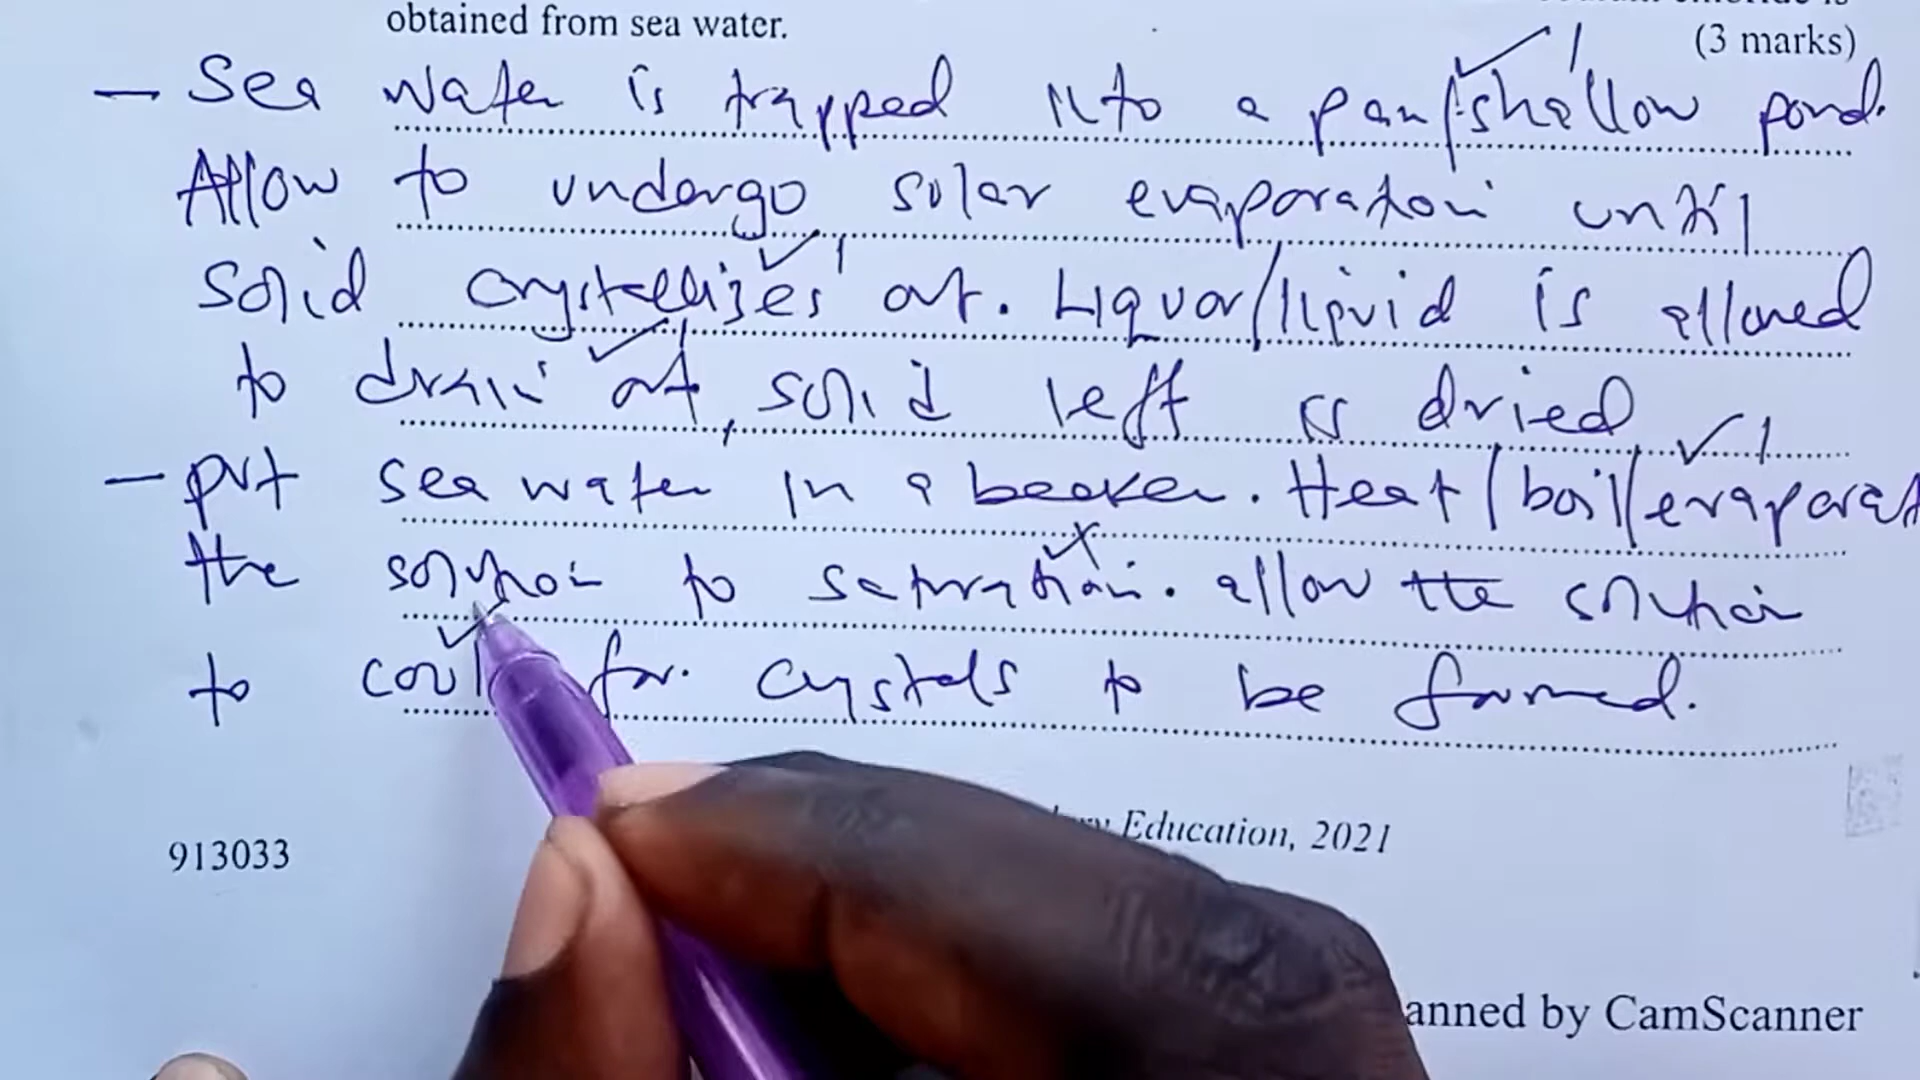 obtained from sea water.
(3 marks)
- Sea water is trapped into a pan/shallow pond.
Allow to undergo solar evaporation until
solid crystallizes out. Liquor/liquid is allowed
to drain out, solid left is dried
- put sea water in a beaker. Heat/boil/evaporat
the solution to saturation. allow the solution
to cool for crystals to be formed.
Education, 2021
913033
anned by CamScanner